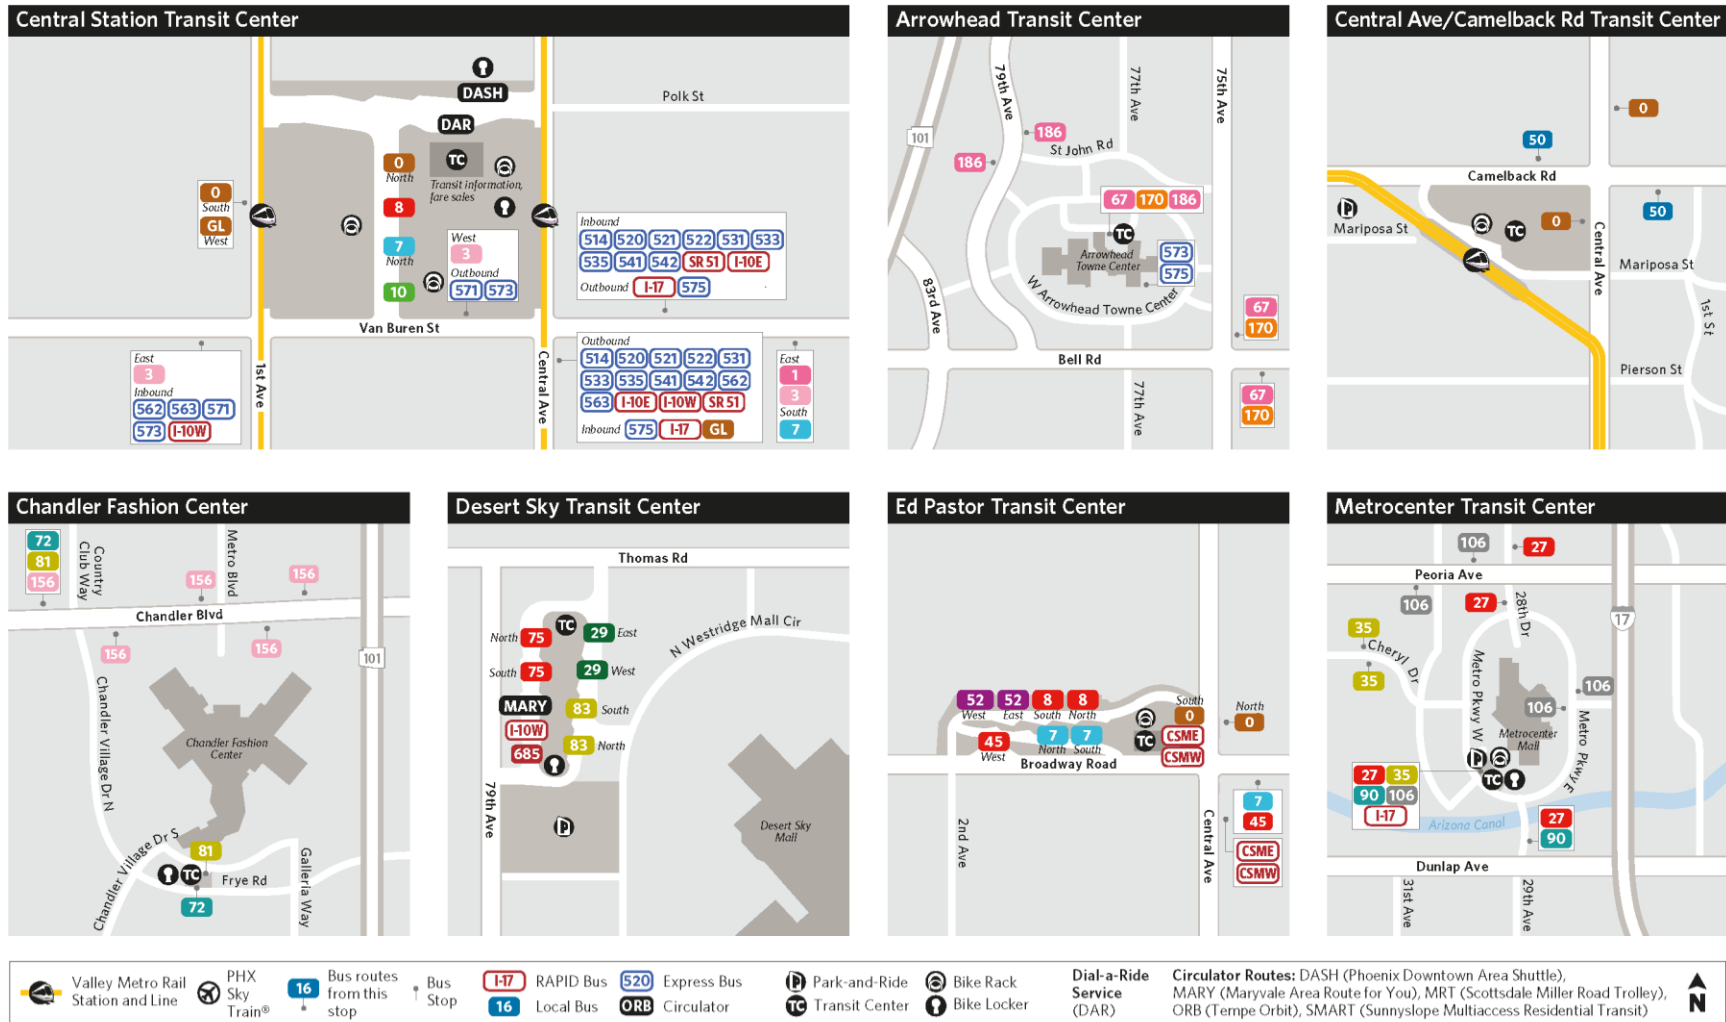 Central Station Transit Center
DASH
Polk St
DAR
TC
0
North
Transit information,
fare sales
0
South
GL
West
8
7
North
10
West
3
Outbound
571 573
Inbound
514 520 521 522 531 533
535 541 542 SR 51 I-10E
Outbound I-17 575
Van Buren St
East
3
Inbound
562 563 571
573 I-10W
1st Ave
Central Ave
Outbound
514 520 521 522 531
533 535 541 542 562
563 I-10E I-10W SR 51
Inbound 575 I-17 GL
East
1
3
South
7
Arrowhead Transit Center
101
79th Ave
77th Ave
75th Ave
186
St John Rd
186
67 170 186
TC
Arrowhead
Towne Center
573
575
W Arrowhead Towne Center
83rd Ave
67
170
Bell Rd
77th Ave
67
170
Central Ave/Camelback Rd Transit Center
0
50
Camelback Rd
P
Mariposa St
TC
0
50
Central Ave
Mariposa St
1st St
Pierson St
Chandler Fashion Center
72
81
156
Country
Club Way
Metro Blvd
156
156
Chandler Blvd
156
156
101
Chandler Village Dr N
Chandler Fashion
Center
Chandler Village Dr S
81
TC
Frye Rd
72
Galleria Way
Desert Sky Transit Center
Thomas Rd
TC
North 75
29 East
South 75
29 West
MARY
83 South
I-10W
685
83 North
N Westridge Mall Cir
79th Ave
P
Desert Sky
Mall
Ed Pastor Transit Center
52 52 8 8
West East South North
South
0
North
0
45
West
7 7
North South
TC
CSME
CSMW
Broadway Road
2nd Ave
Central Ave
7
45
CSME
CSMW
Metrocenter Transit Center
106
27
Peoria Ave
106
27
28th Dr
17
35
Cheryl Dr
35
Metro Pkwy W
106
106
Metrocenter
Mall
Metro Pkwy E
P
TC
27 35
90 106
I-17
Arizona Canal
27
90
Dunlap Ave
31st Ave
29th Ave
Valley Metro Rail
Station and Line
PHX
Sky
Train®
16
Bus routes
from this
stop
Bus
Stop
I-17 RAPID Bus
16 Local Bus
520 Express Bus
ORB Circulator
P Park-and-Ride
TC Transit Center
Bike Rack
Bike Locker
Dial-a-Ride
Service
(DAR)
Circulator Routes: DASH (Phoenix Downtown Area Shuttle),
MARY (Maryvale Area Route for You), MRT (Scottsdale Miller Road Trolley),
ORB (Tempe Orbit), SMART (Sunnyslope Multiaccess Residential Transit)
N